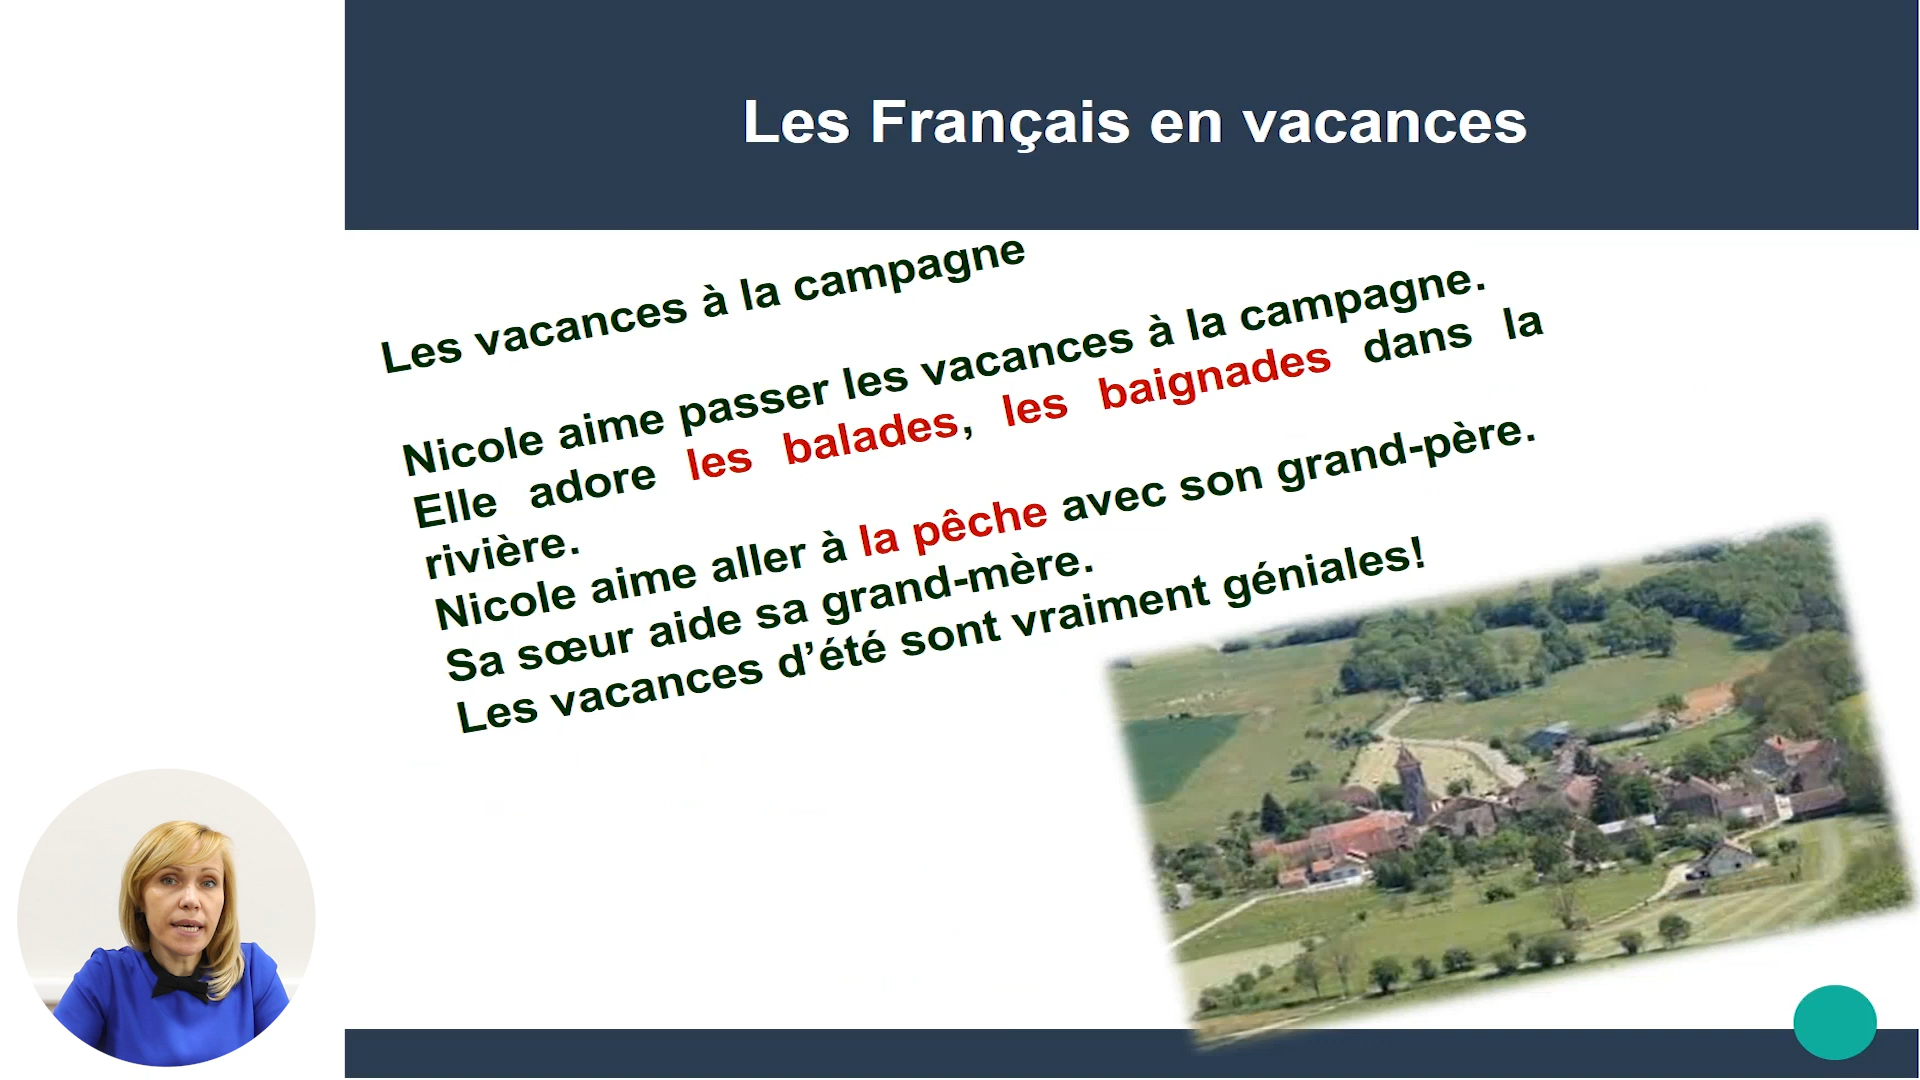 Les Français en vacances
Les vacances à la campagne
Nicole aime passer les vacances à la campagne.
Elle adore les balades, les baignades dans la
rivière.
Nicole aime aller à la pêche avec son grand-père.
Sa sœur aide sa grand-mère.
Les vacances d’été sont vraiment géniales!